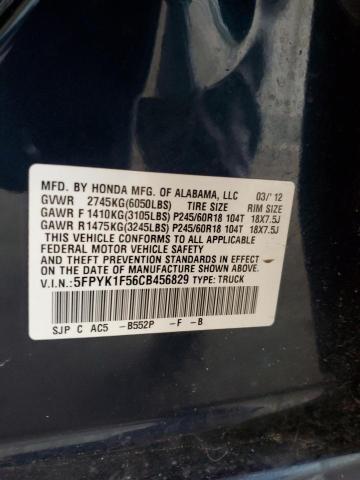 MFD. BY HONDA MFG. OF ALABAMA, LLC 03/'12
GVWR 2745KG(6050LBS) TIRE SIZE RIM SIZE
GAWR F 1410KG(3105LBS) P245/60R18 104T 18X7.5J
GAWR R1475KG(3245LBS) P245/60R18 104T 18X7.5J
THIS VEHICLE CONFORMS TO ALL APPLICABLE
FEDERAL MOTOR VEHICLE SAFETY
AND THEFT PREVENTION STANDARDS IN EFFECT ON
THE DATE OF MANUFACTURE SHOWN ABOVE.
V.I.N.: 5FPYK1F56CB456829 TYPE: TRUCK
SJP C AC5 -B552P -F -B